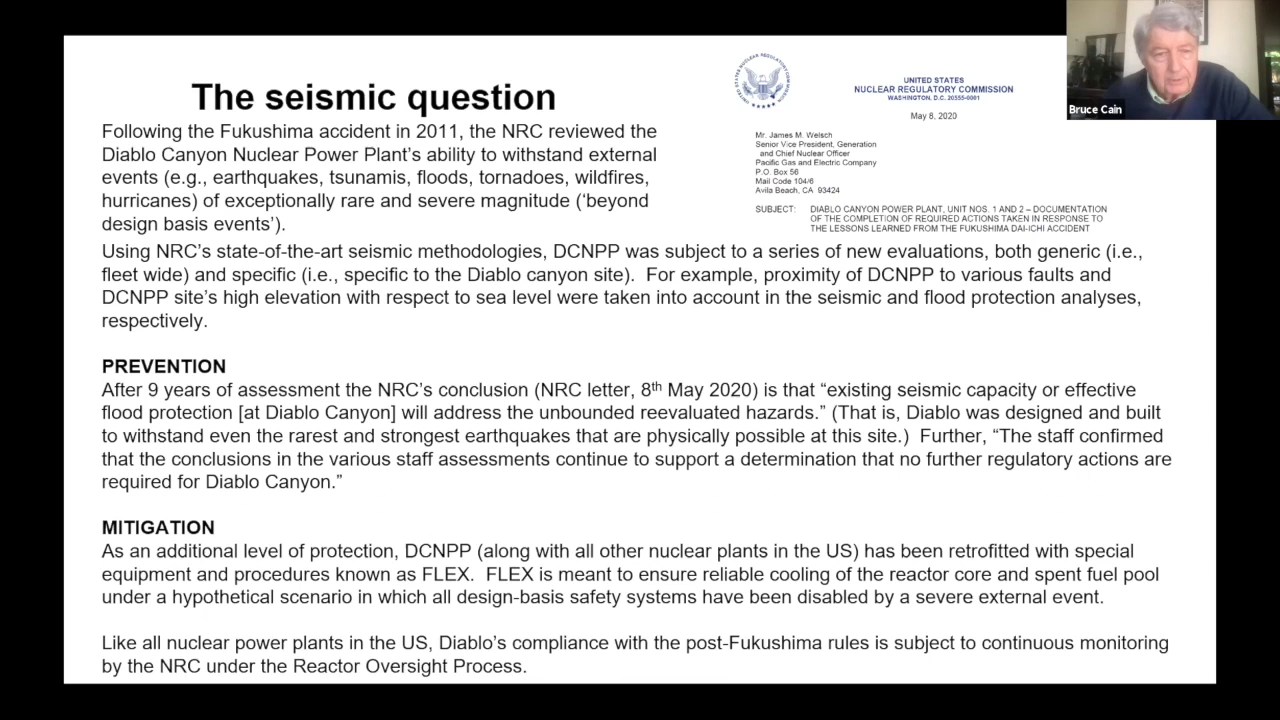 The seismic question
Following the Fukushima accident in 2011, the NRC reviewed the
Diablo Canyon Nuclear Power Plant's ability to withstand external
events (e.g., earthquakes, tsunamis, floods, tornadoes, wildfires,
hurricanes) of exceptionally rare and severe magnitude ('beyond
design basis events').
UNITED STATES
NUCLEAR REGULATORY COMMISSION
WASHINGTON, D.C. 20555-0001
May 8, 2020
Mr. James M. Welsch
Senior Vice President, Generation
and Chief Nuclear Officer
Pacific Gas and Electric Company
P.O. Box 56
Mail Code 104/6
Avila Beach, CA 93424
SUBJECT: DIABLO CANYON POWER PLANT, UNIT NOS. 1 AND 2 – DOCUMENTATION
OF THE COMPLETION OF REQUIRED ACTIONS TAKEN IN RESPONSE TO
THE LESSONS LEARNED FROM THE FUKUSHIMA DAI-ICHI ACCIDENT
Bruce Cain
Using NRC's state-of-the-art seismic methodologies, DCNPP was subject to a series of new evaluations, both generic (i.e.,
fleet wide) and specific (i.e., specific to the Diablo canyon site). For example, proximity of DCNPP to various faults and
DCNPP site's high elevation with respect to sea level were taken into account in the seismic and flood protection analyses,
respectively.
PREVENTION
After 9 years of assessment the NRC's conclusion (NRC letter, 8th May 2020) is that “existing seismic capacity or effective
flood protection [at Diablo Canyon] will address the unbounded reevaluated hazards.” (That is, Diablo was designed and built
to withstand even the rarest and strongest earthquakes that are physically possible at this site.) Further, “The staff confirmed
that the conclusions in the various staff assessments continue to support a determination that no further regulatory actions are
required for Diablo Canyon.”
MITIGATION
As an additional level of protection, DCNPP (along with all other nuclear plants in the US) has been retrofitted with special
equipment and procedures known as FLEX. FLEX is meant to ensure reliable cooling of the reactor core and spent fuel pool
under a hypothetical scenario in which all design-basis safety systems have been disabled by a severe external event.
Like all nuclear power plants in the US, Diablo's compliance with the post-Fukushima rules is subject to continuous monitoring
by the NRC under the Reactor Oversight Process.